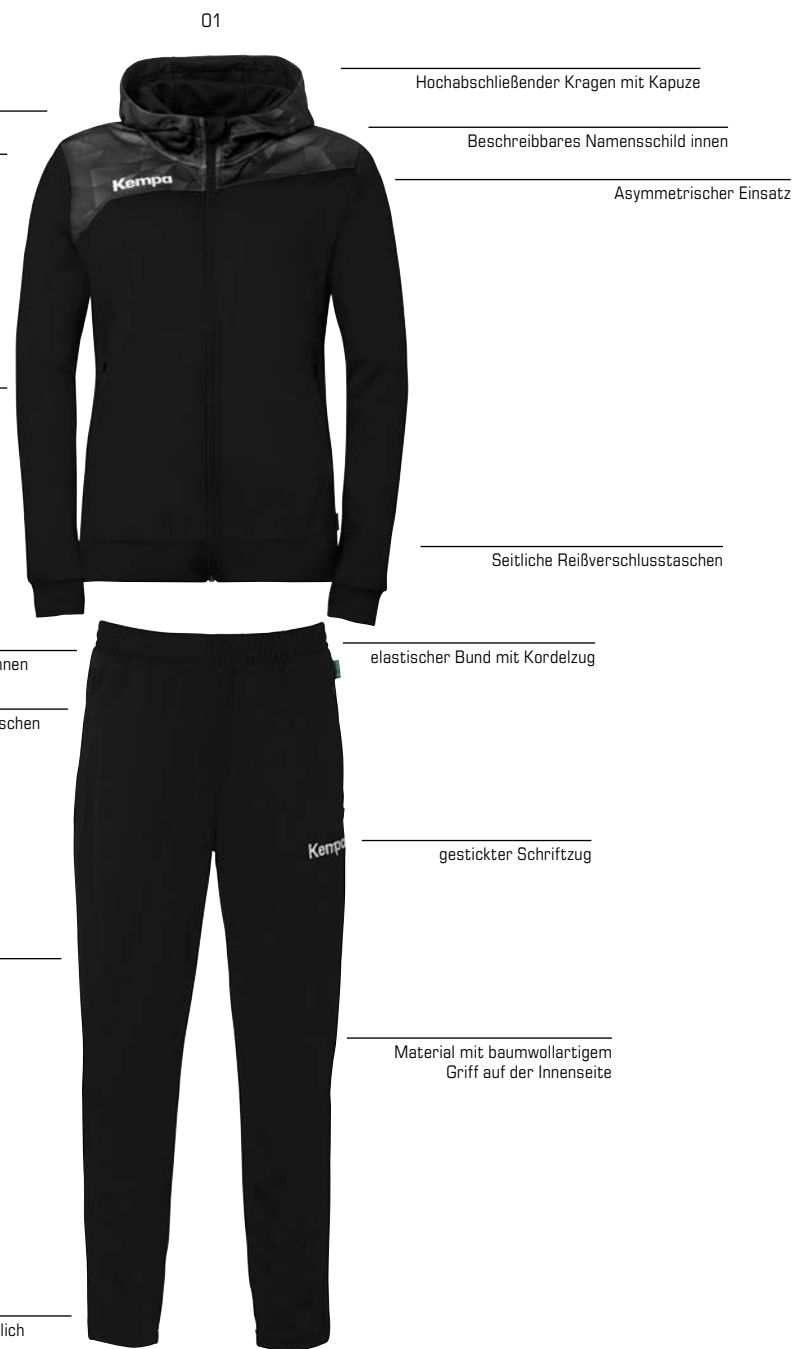 01
Hochabschließender Kragen mit Kapuze
Beschreibbares Namensschild innen
Asymmetrischer Einsatz
Kempa
Seitliche Reißverschlusstaschen
elastischer Bund mit Kordelzug
Kempa
gestickter Schriftzug
Material mit baumwollartigem
Griff auf der Innenseite